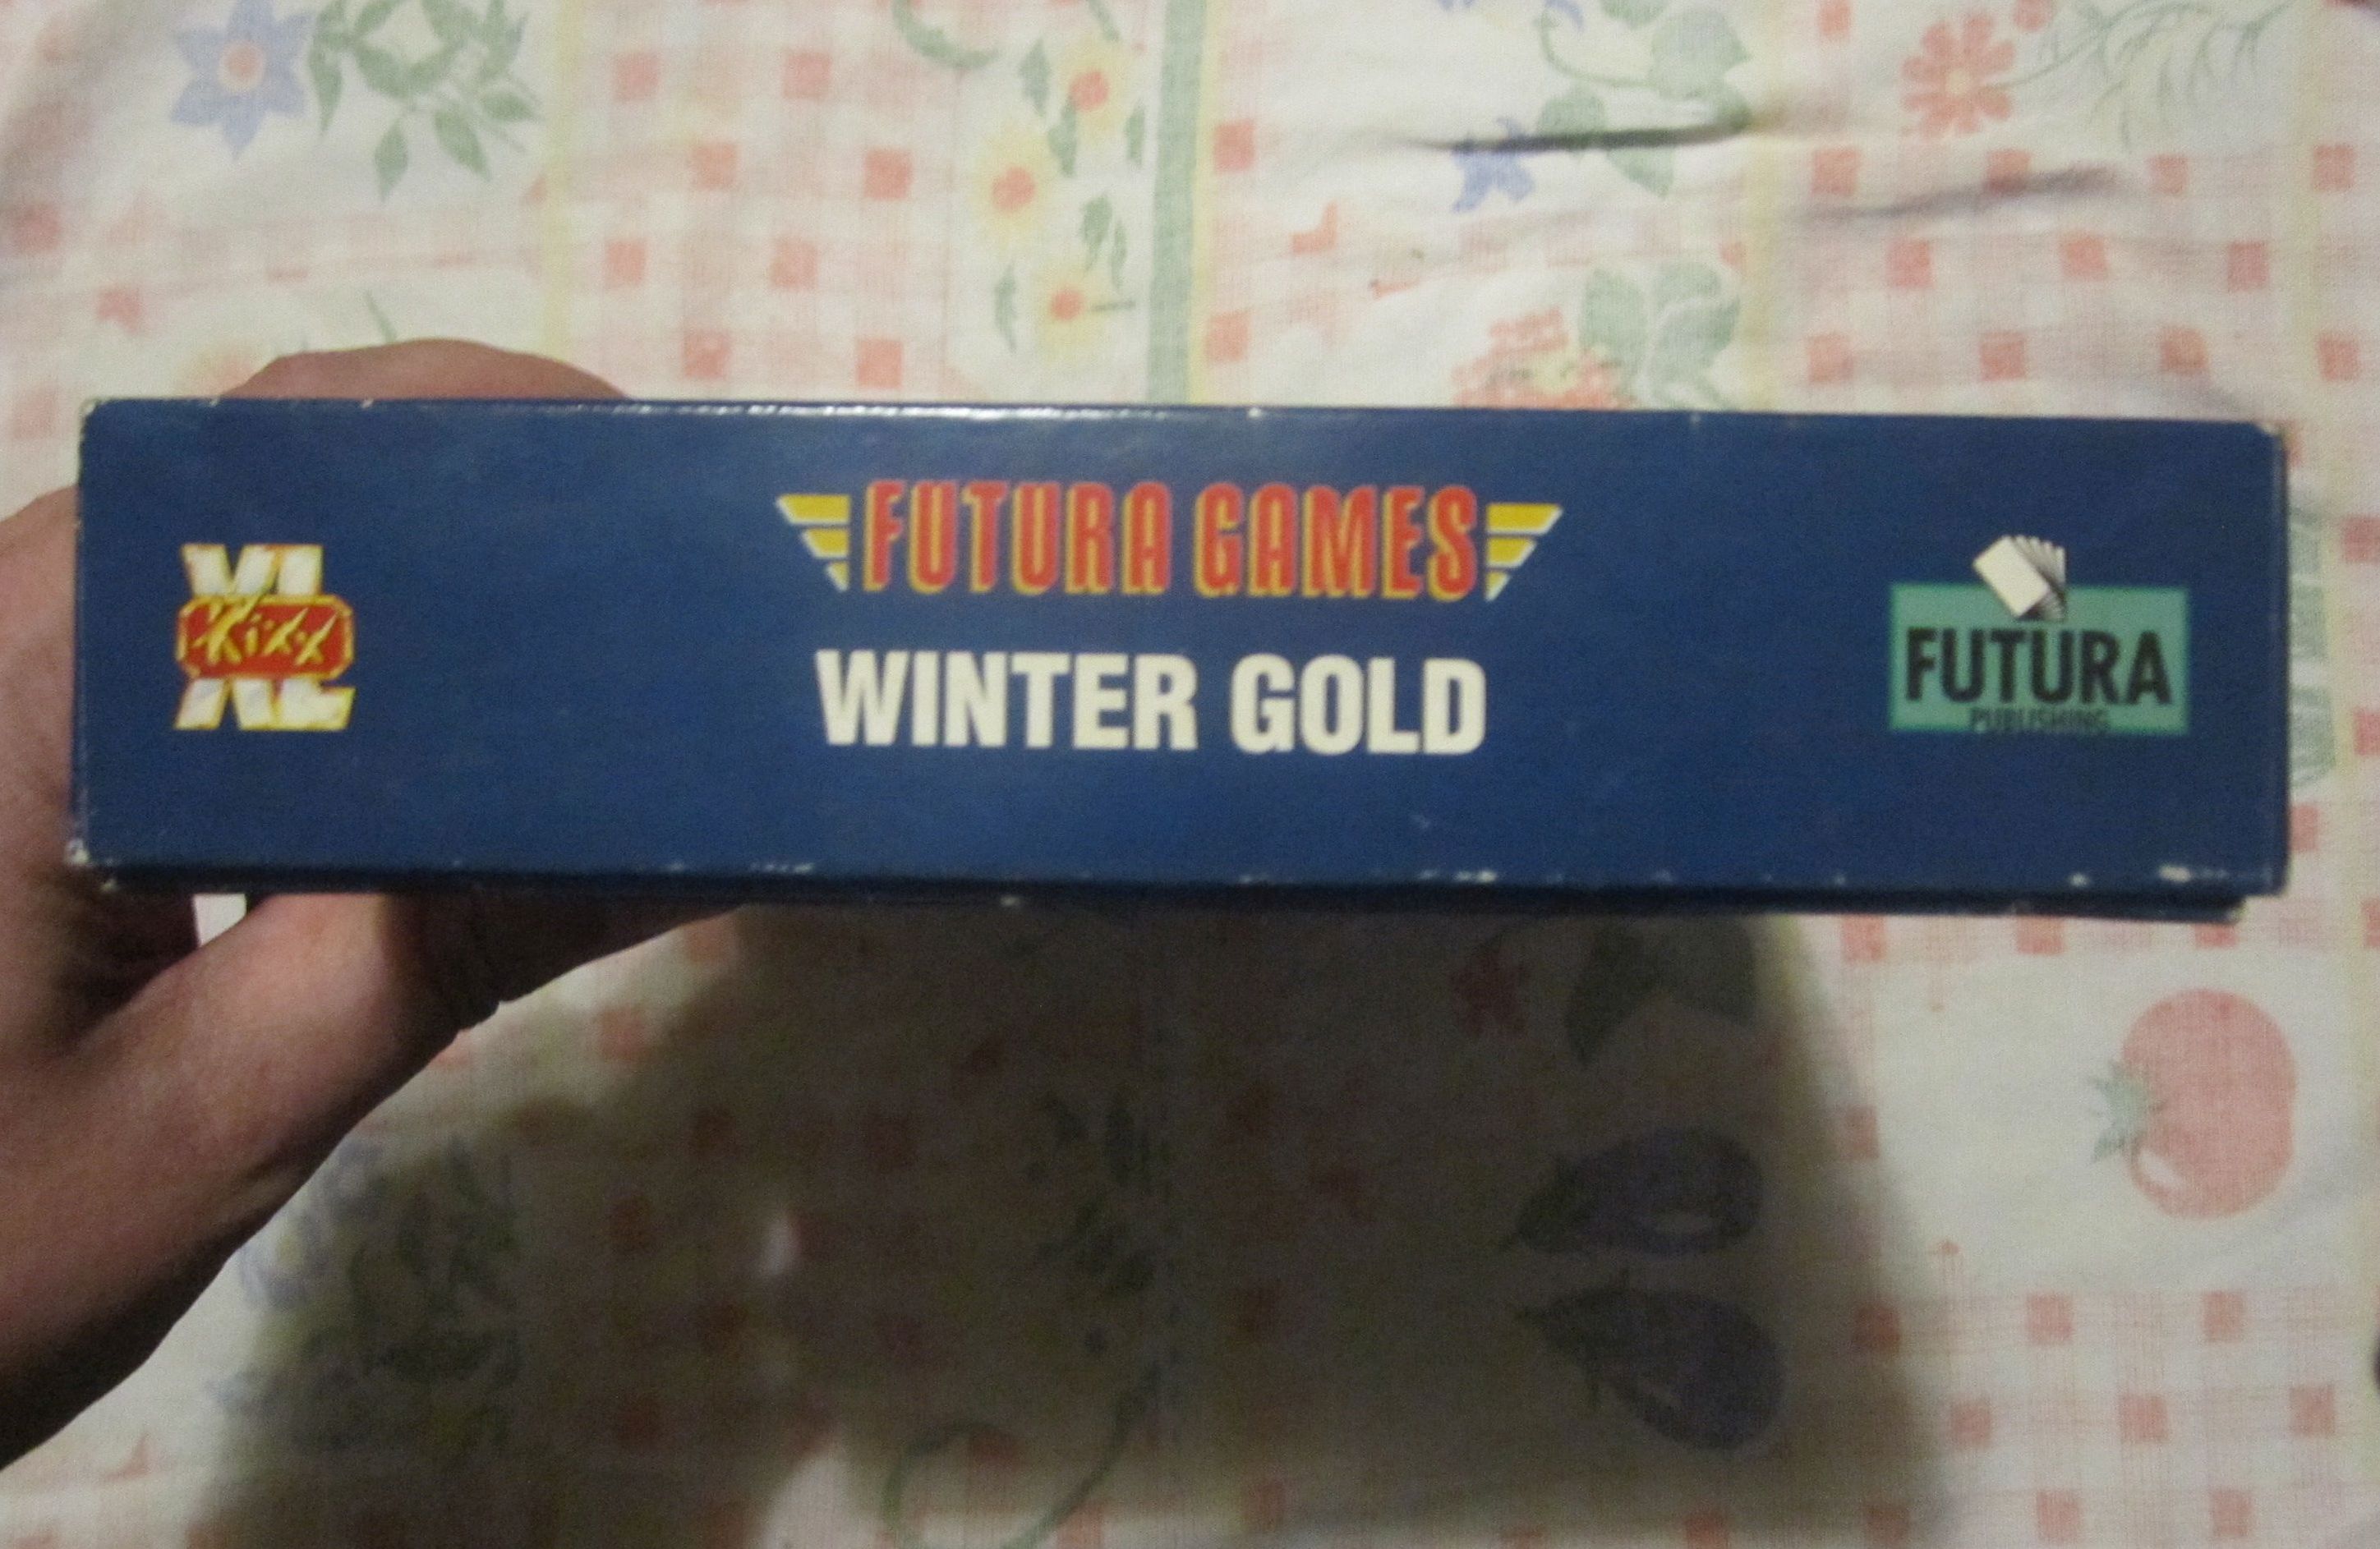 XL
Kixx
FUTURA GAMES
WINTER GOLD
FUTURA
PUBLISHING